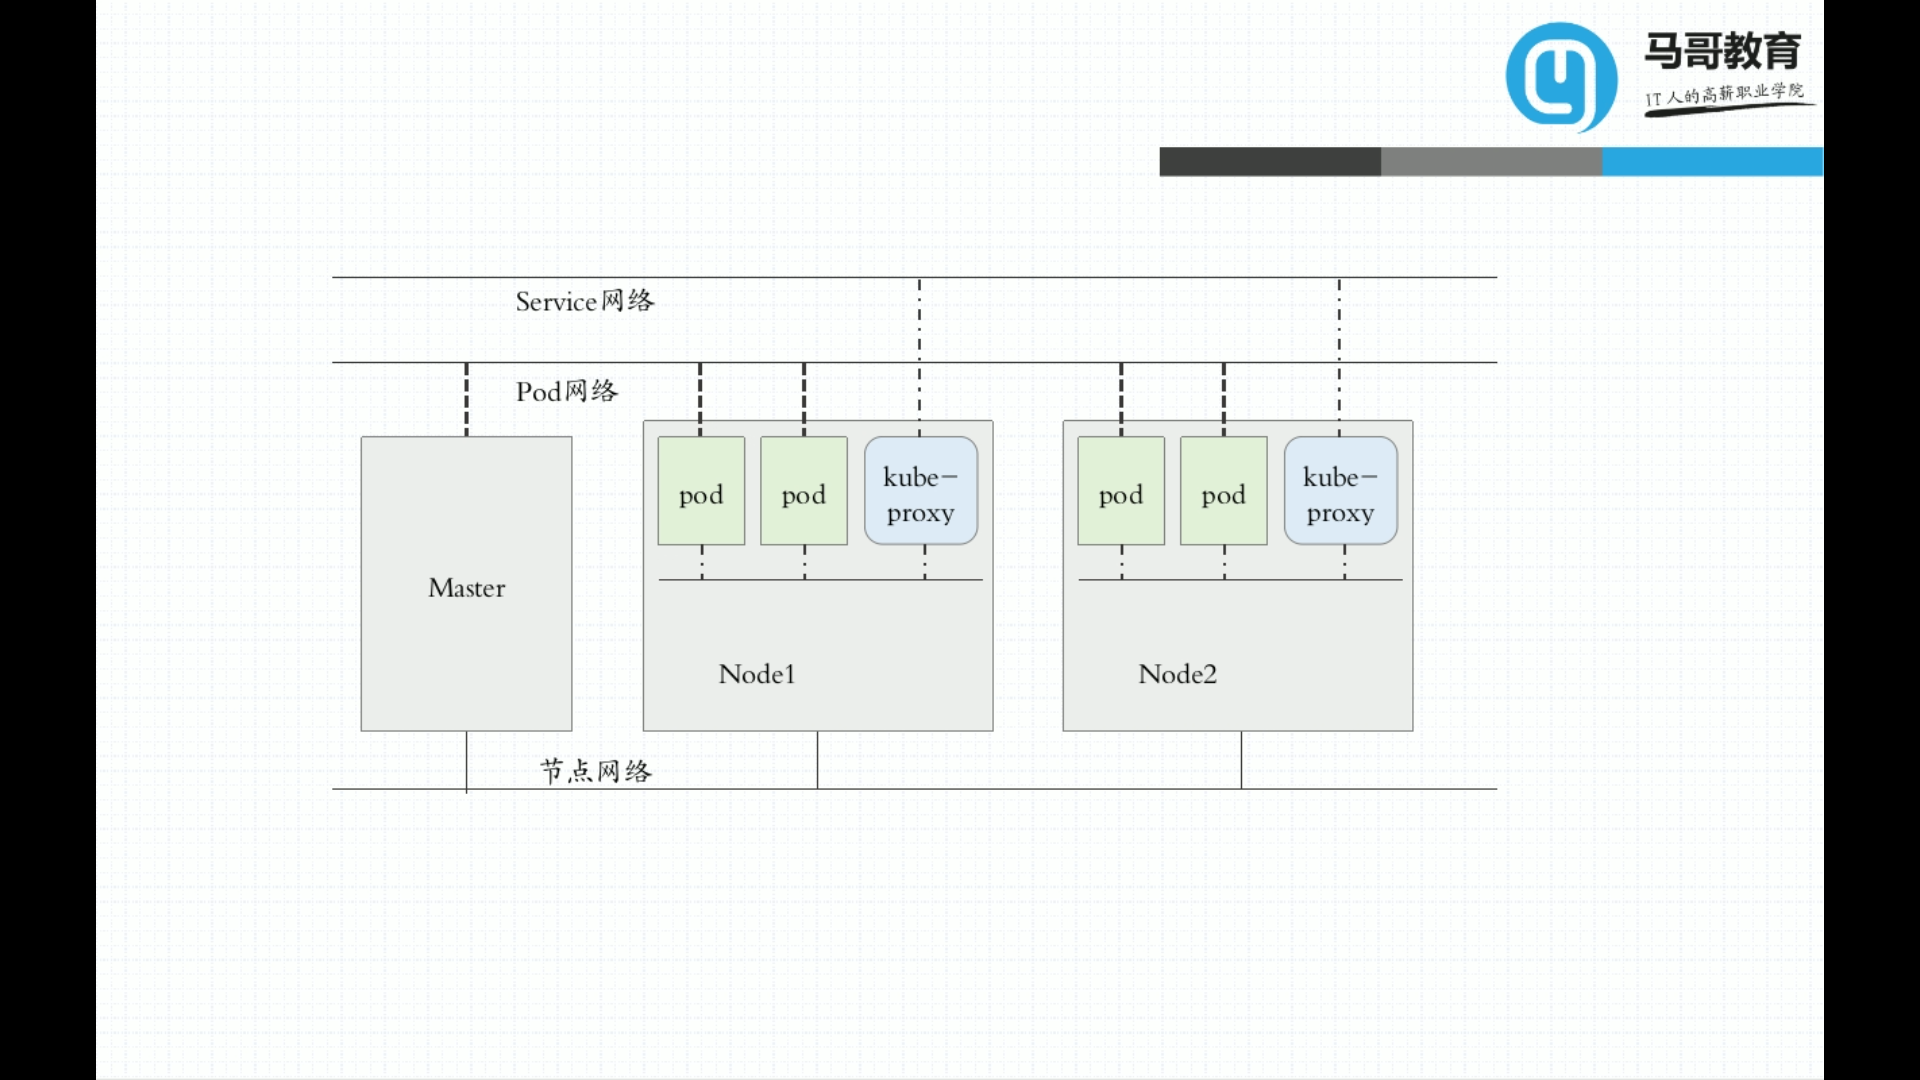 马哥教育
IT人的高薪职业学院
Service网络
Pod网络
pod
pod
kube-
proxy
pod
pod
kube-
proxy
Master
Node1
Node2
节点网络